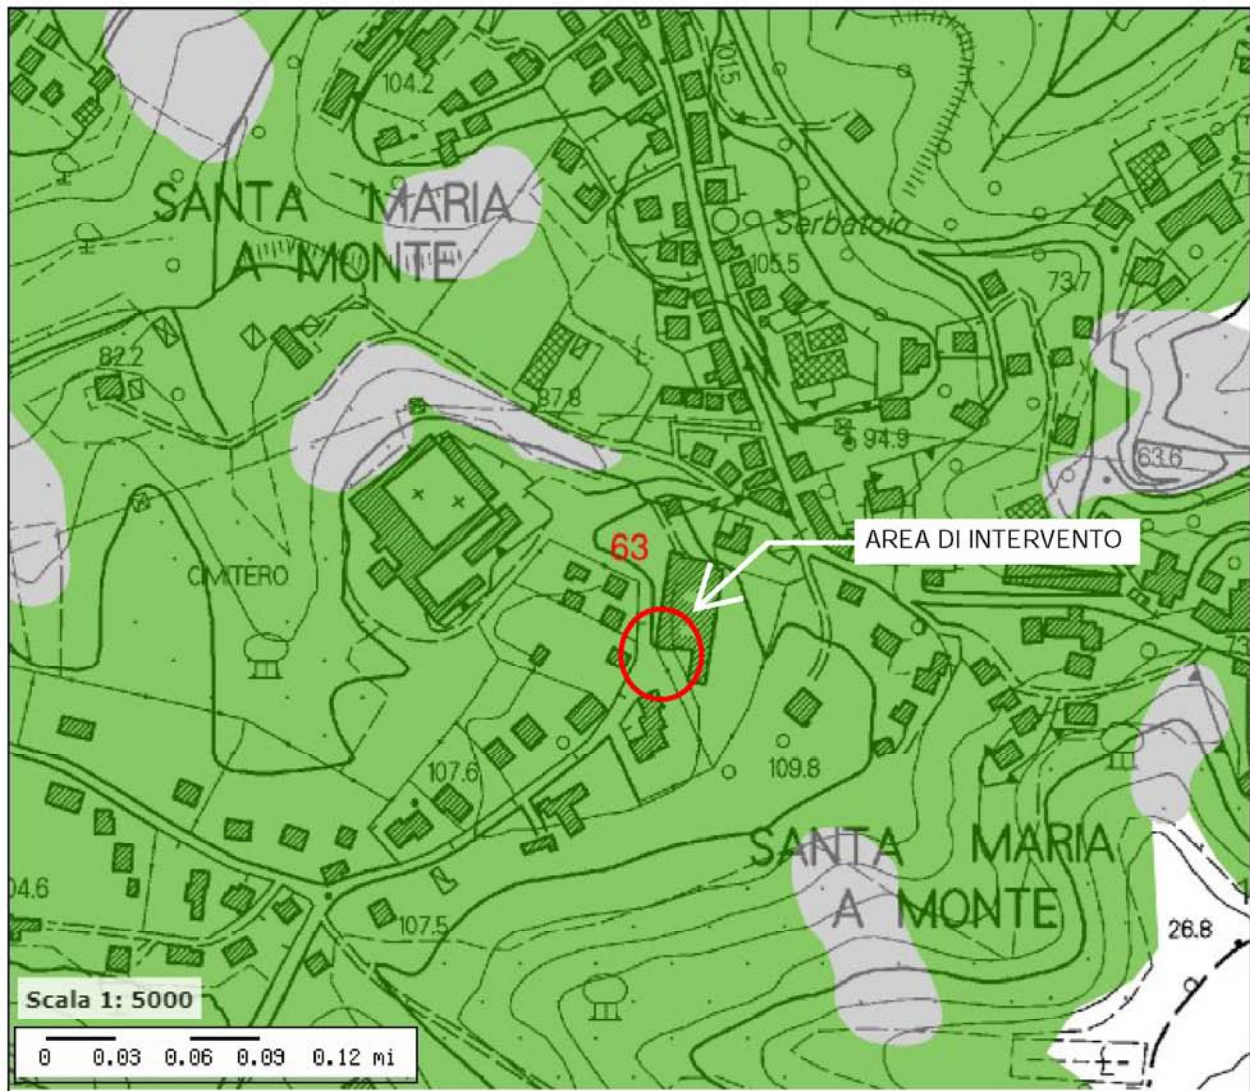 104.2
1015
SANTA MARIA
A MONTE
Serbatoio
105.5
73.7
82.2
87.8
94.9
63.6
63
AREA DI INTERVENTO
CIMITERO
107.6
109.8
SANTA MARIA
A MONTE
04.6
107.5
26.8
Scala 1: 5000
0 0.03 0.06 0.09 0.12 mi